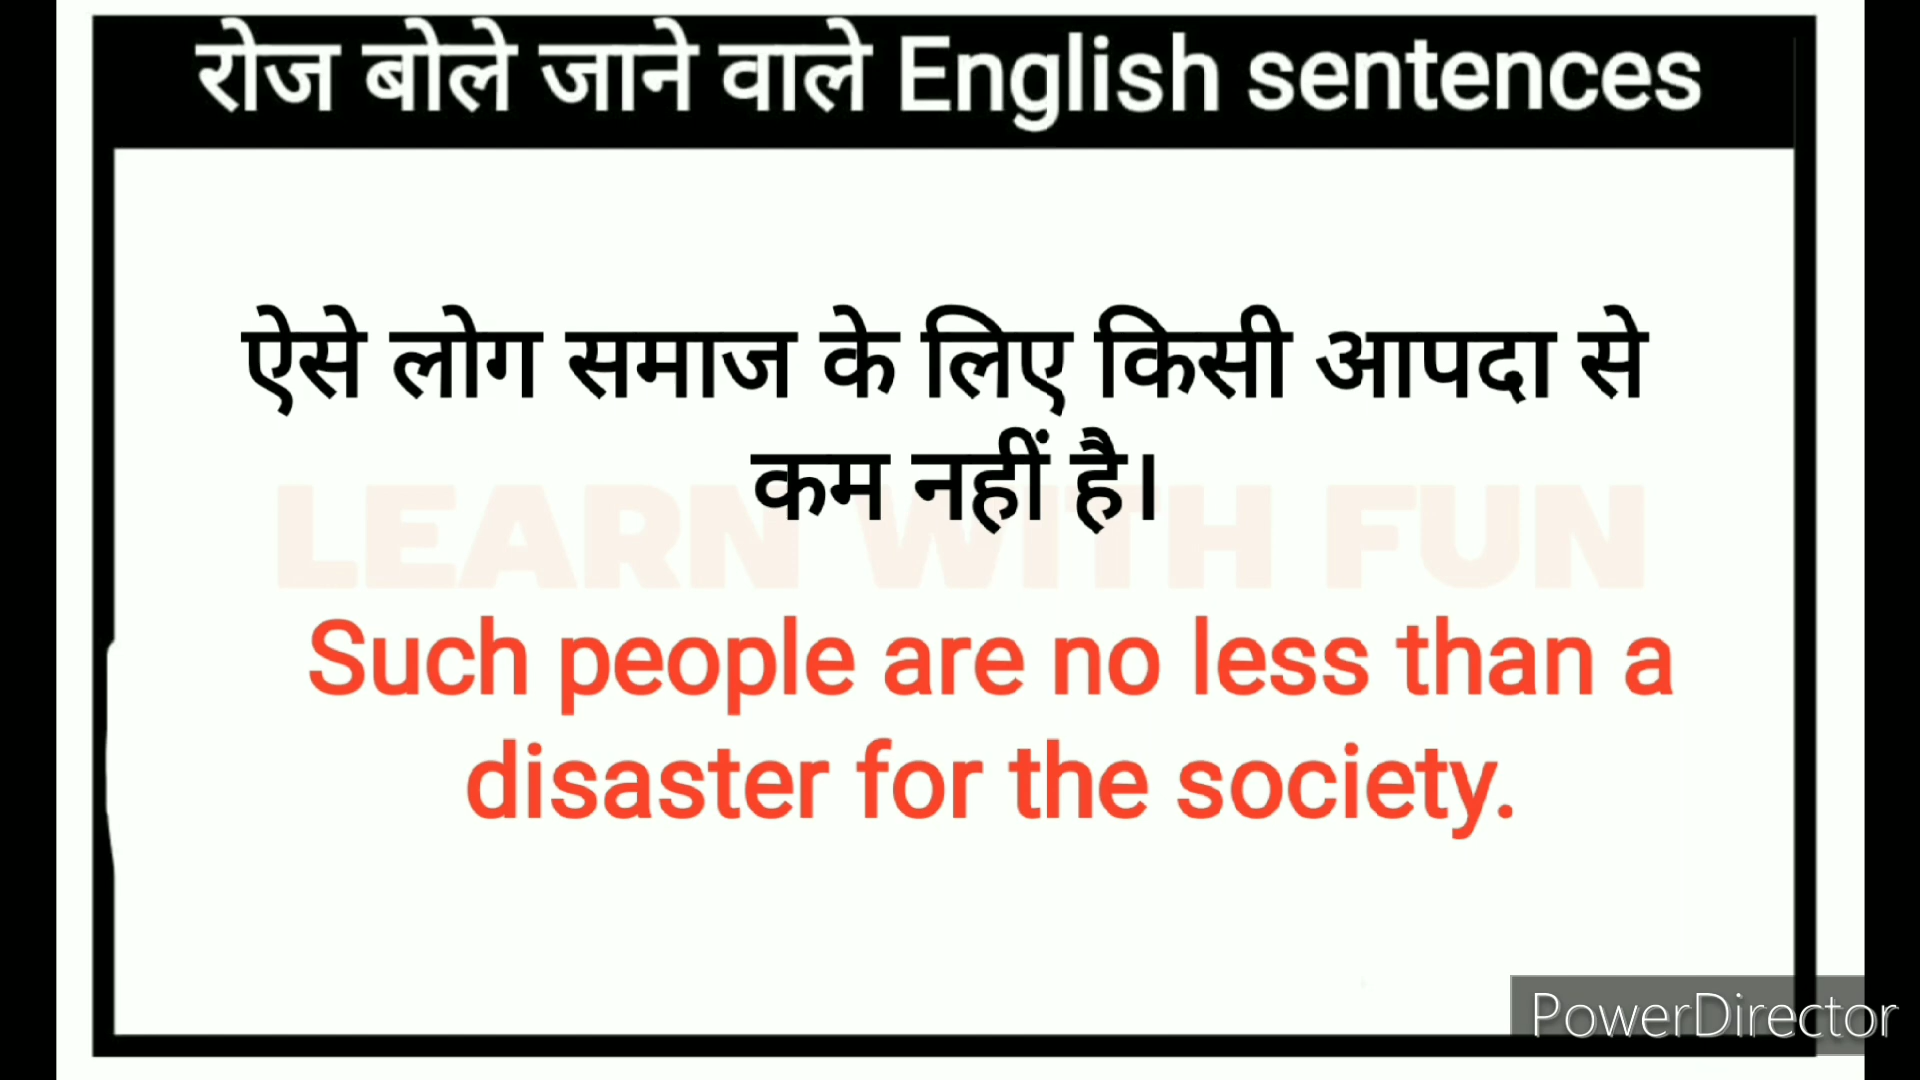 रोज बोले जाने वाले English sentences
ऐसे लोग समाज के लिए किसी आपदा से
कम नहीं है।
LEARN WITH FUN
Such people are no less than a
disaster for the society.
PowerDirector